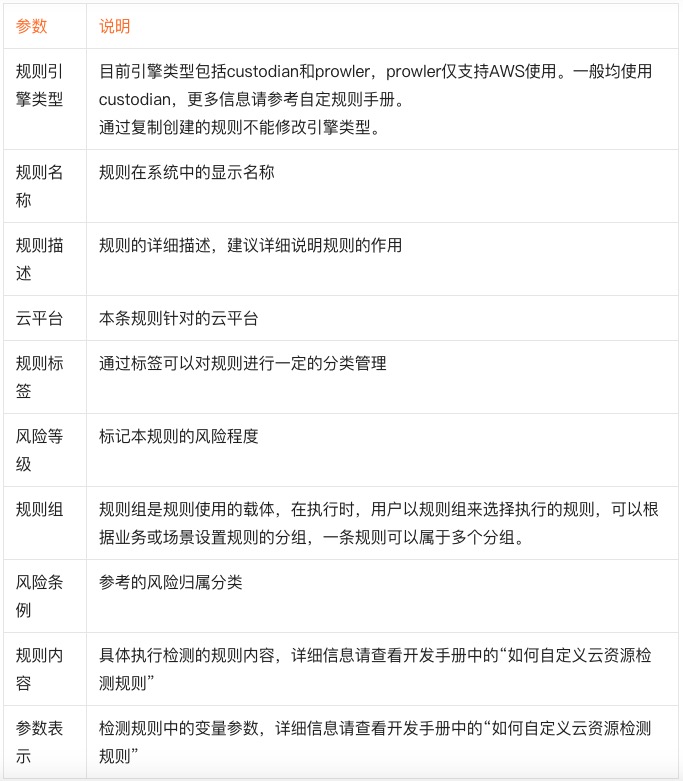 参数
说明
规则引
擎类型
目前引擎类型包括custodian和prowler，prowler仅支持AWS使用。一般均使用
custodian，更多信息请参考自定规则手册。
通过复制创建的规则不能修改引擎类型。
规则名
称
规则在系统中的显示名称
规则描
述
规则的详细描述，建议详细说明规则的作用
云平台
本条规则针对的云平台
规则标
签
通过标签可以对规则进行一定的分类管理
风险等
级
标记本规则的风险程度
规则组
规则组是规则使用的载体，在执行时，用户以规则组来选择执行的规则，可以根
据业务或场景设置规则的分组，一条规则可以属于多个分组。
风险条
例
参考的风险归属分类
规则内
容
具体执行检测的规则内容，详细信息请查看开发手册中的“如何自定义云资源检
测规则”
参数表
示
检测规则中的变量参数，详细信息请查看开发手册中的“如何自定义云资源检测
规则”